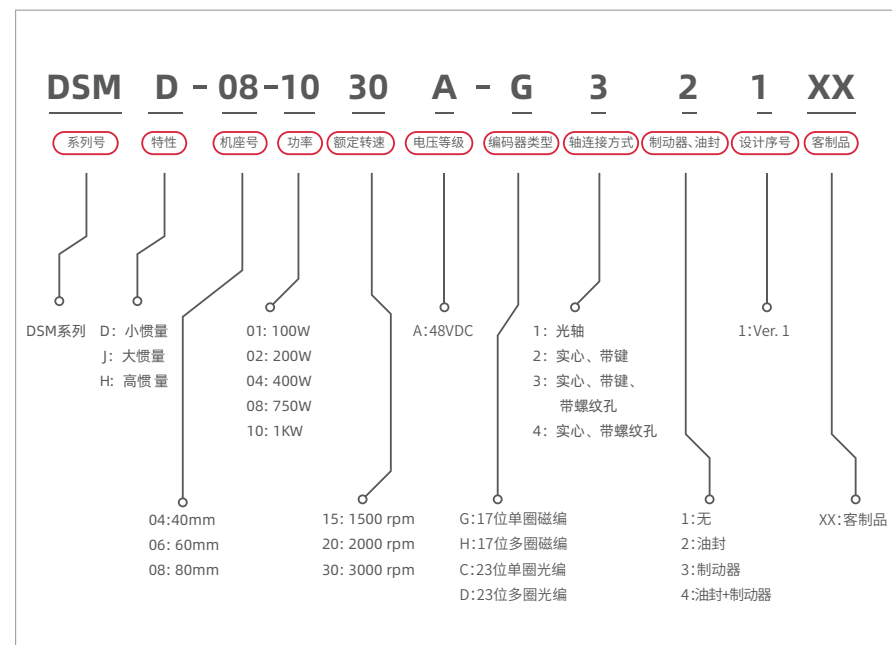 DSM D - 08 - 10 30 A - G 3 2 1 XX
系列号 特性 机座号 功率 额定转速 电压等级 编码器类型 轴连接方式 制动器、油封 设计序号 客制品
DSM系列
D：小惯量
J：大惯量
H：高惯 量
01: 100W
02: 200W
04: 400W
08: 750W
10: 1KW
A:48VDC
1：光轴
2：实心、带键
3：实心、带键、
带螺纹孔
4：实心、带螺纹孔
1:Ver. 1
04:40mm
06: 60mm
08: 80mm
15: 1500 rpm
20: 2000 rpm
30: 3000 rpm
G:17位单圈磁编
H:17位多圈磁编
C:23位单圈光编
D:23位多圈光编
1:无
2:油封
3:制动器
4:油封+制动器
XX:客制品